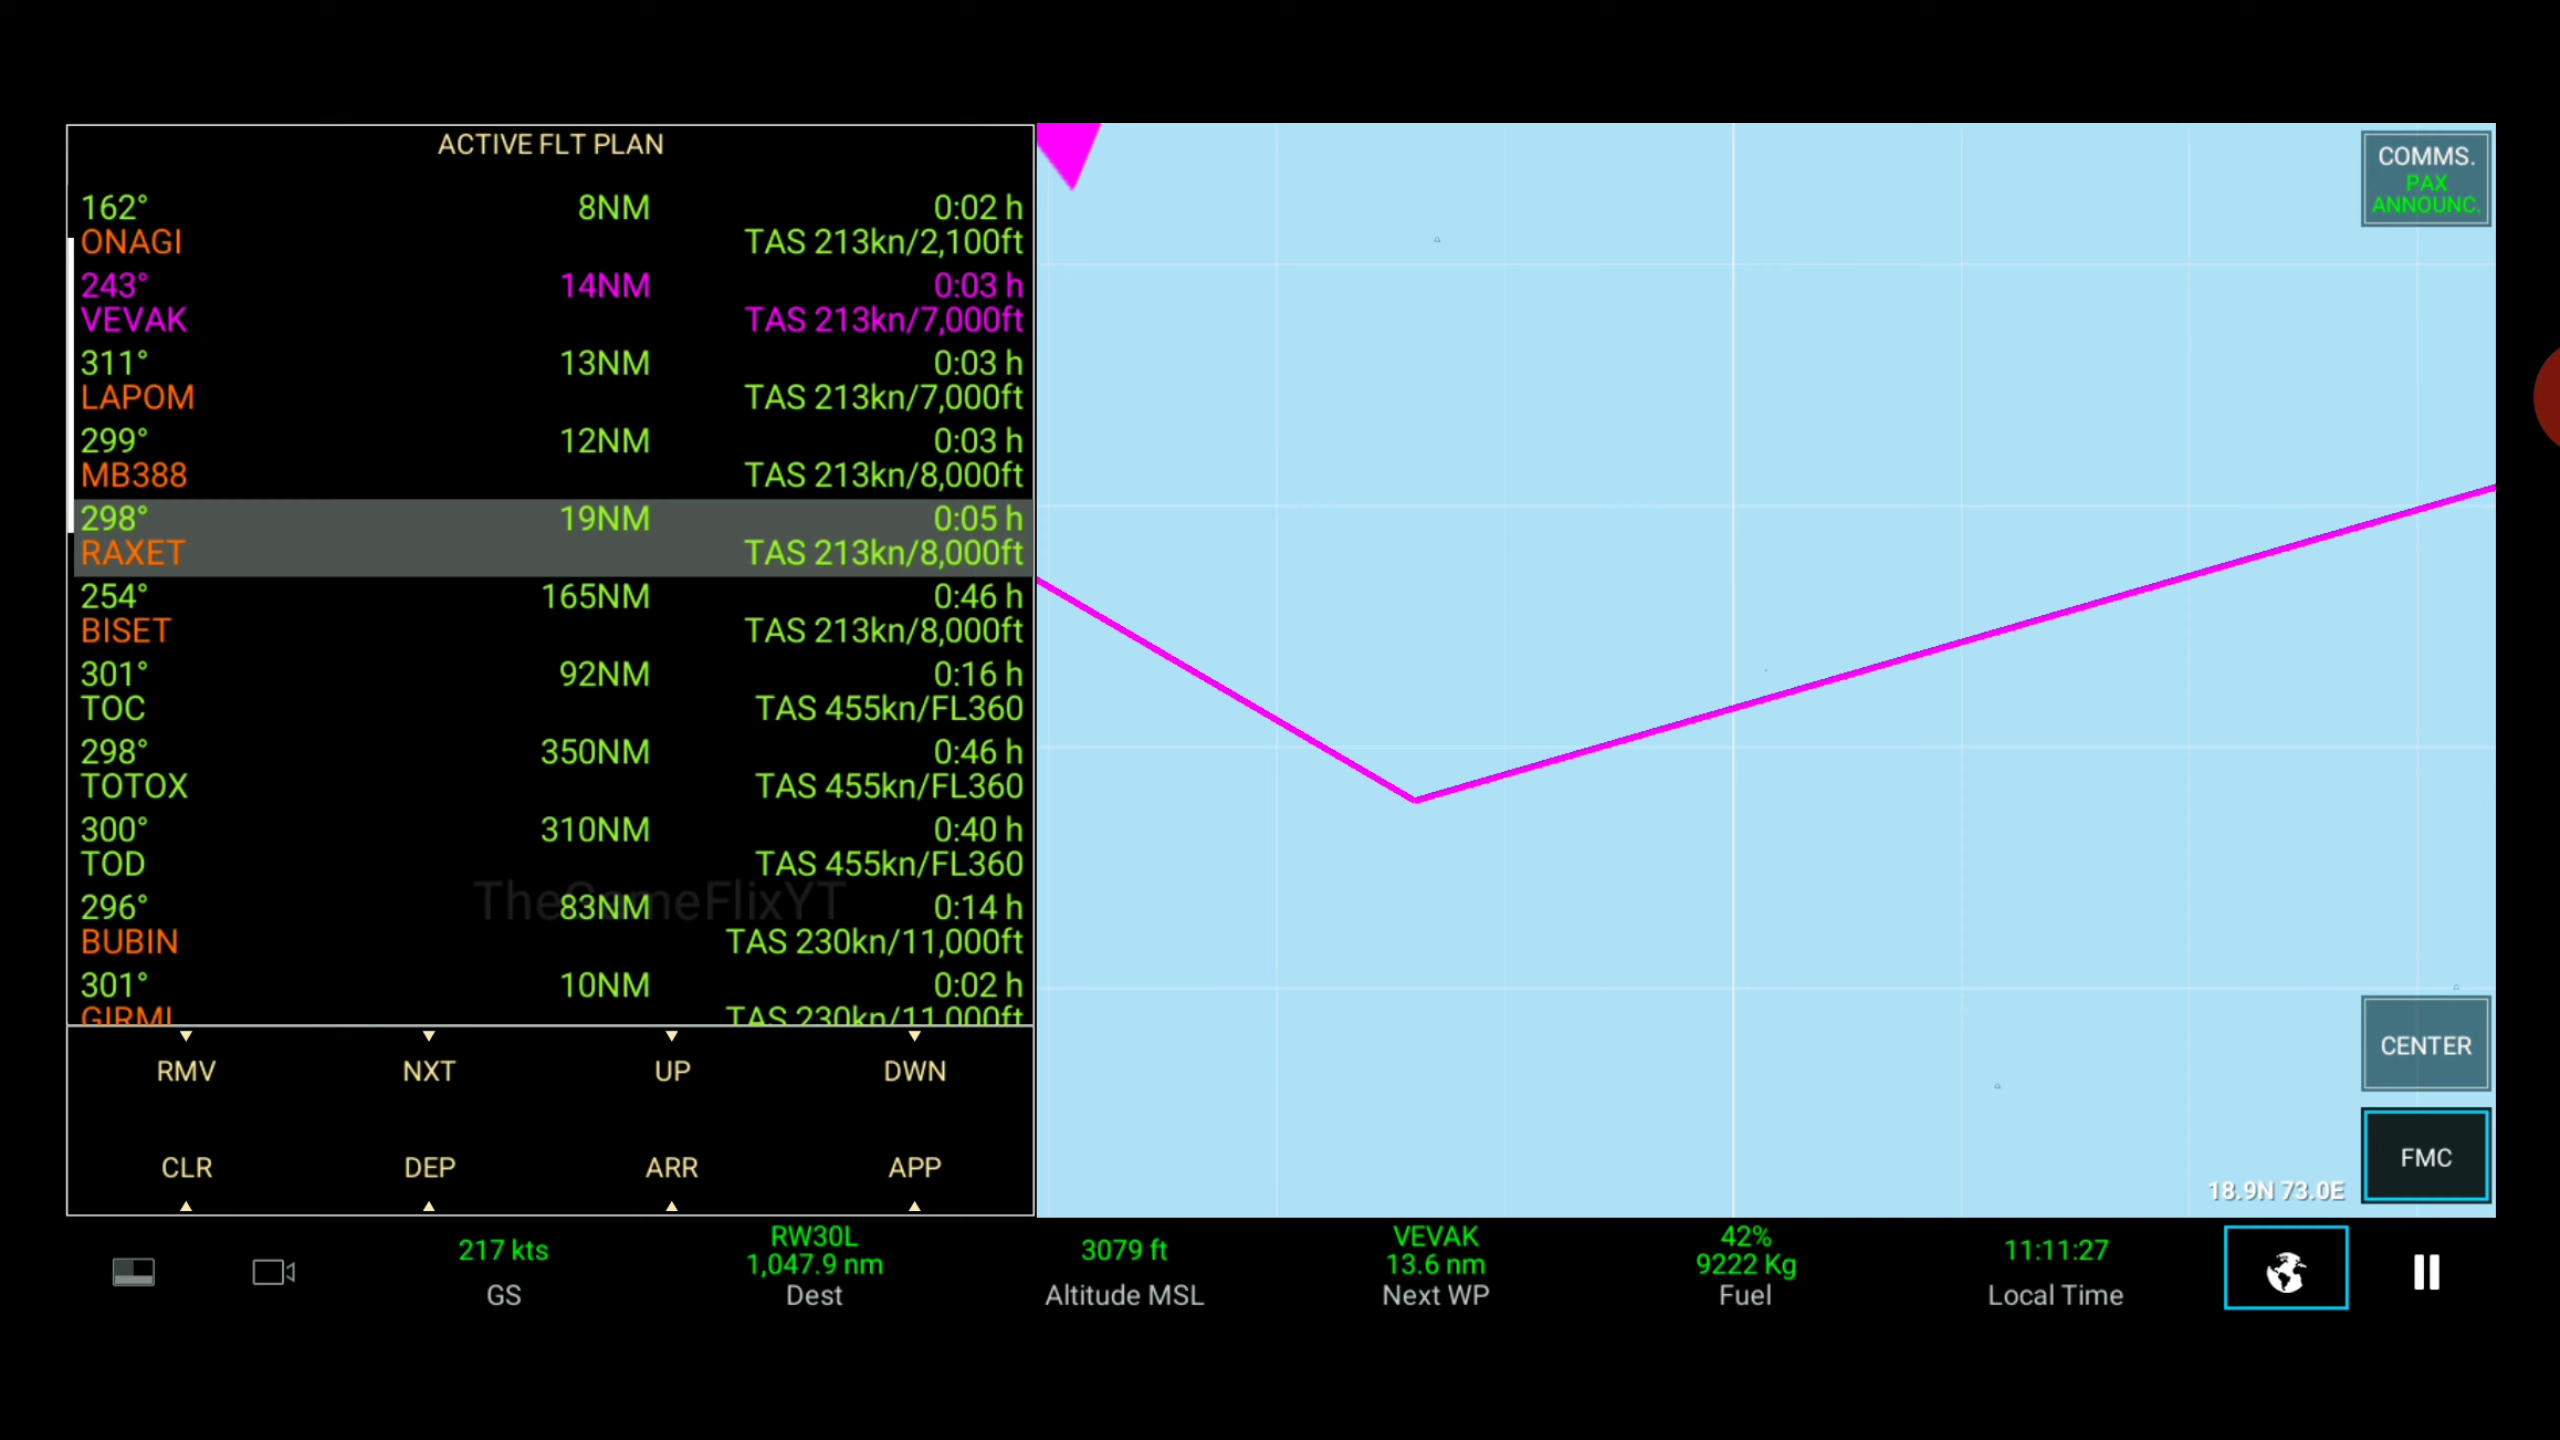 ACTIVE FLT PLAN
162° 8NM 0:02 h
ONAGI TAS 213kn/2,100ft
243° 14NM 0:03 h
VEVAK TAS 213kn/7,000ft
311° 13NM 0:03 h
LAPOM TAS 213kn/7,000ft
299° 12NM 0:03 h
MB388 TAS 213kn/8,000ft
298° 19NM 0:05 h
RAXET TAS 213kn/8,000ft
254° 165NM 0:46 h
BISET TAS 213kn/8,000ft
301° 92NM 0:16 h
TOC TAS 455kn/FL360
298° 350NM 0:46 h
TOTOX TAS 455kn/FL360
300° 310NM 0:40 h
TOD TAS 455kn/FL360
TheGameFlixYT
296° 83NM 0:14 h
BUBIN TAS 230kn/11,000ft
301° 10NM 0:02 h
GIRMI TAS 230kn/11,000ft
RMV NXT UP DWN
CLR DEP ARR APP
COMMS.
PAX
ANNOUNC.
CENTER
FMC
18.9N 73.0E
217 kts
GS
RW30L
1,047.9 nm
Dest
3079 ft
Altitude MSL
VEVAK
13.6 nm
Next WP
42%
9222 Kg
Fuel
11:11:27
Local Time